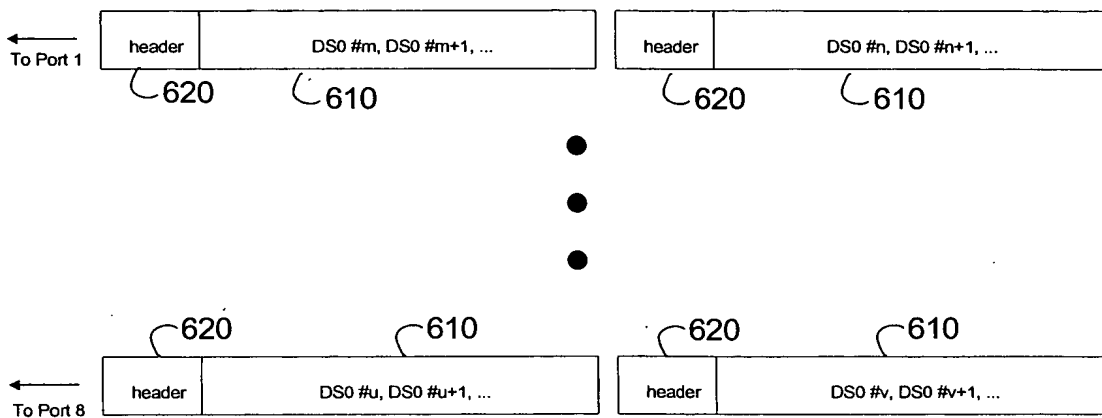 header DS0 #m, DS0 #m+1, ... header DS0 #n, DS0 #n+1, ...
To Port 1
620 610 620 610
620 610 620 610
header DS0 #u, DS0 #u+1, ... header DS0 #v, DS0 #v+1, ...
To Port 8